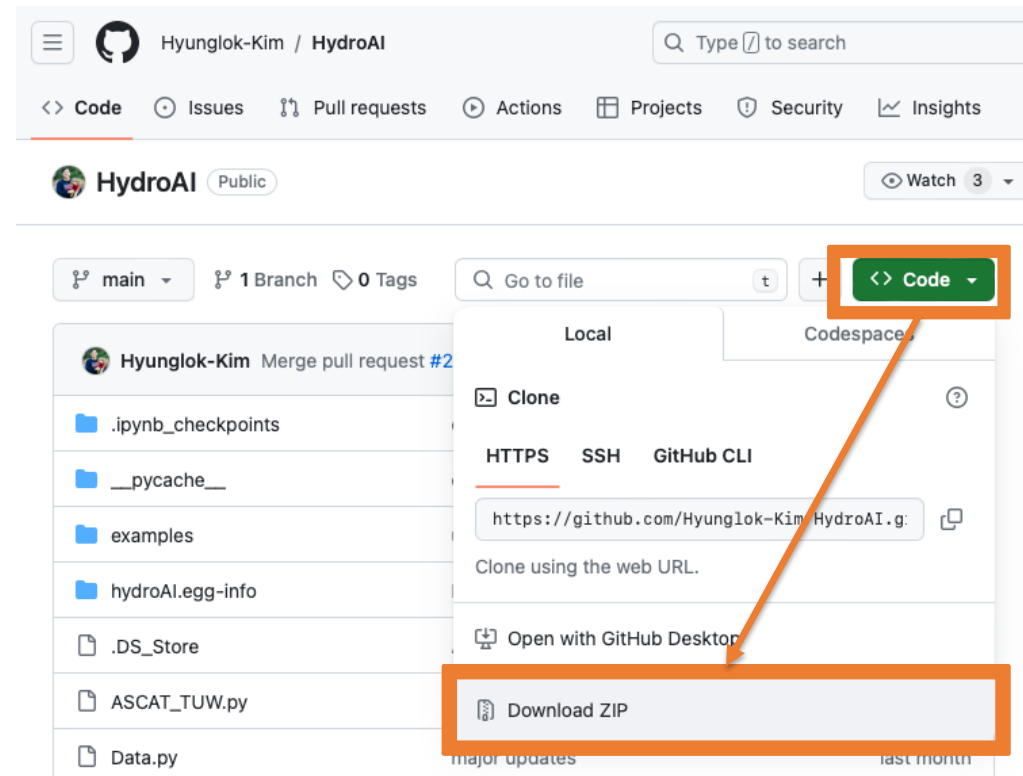 Hyunglok-Kim / HydroAI
Type / to search
Code
Issues
Pull requests
Actions
Projects
Security
Insights
HydroAI
Public
Watch 3
main
1 Branch
0 Tags
Go to file
t
+
<> Code
Local
Codespaces
Hyunglok-Kim Merge pull request #2
Clone
?
HTTPS
SSH
GitHub CLI
https://github.com/Hyunglok-Kim/HydroAI.g
Clone using the web URL.
Open with GitHub Desktop
Download ZIP
.ipynb_checkpoints
__pycache__
examples
hydroAI.egg-info
.DS_Store
ASCAT_TUW.py
Data.py
major updates
last month